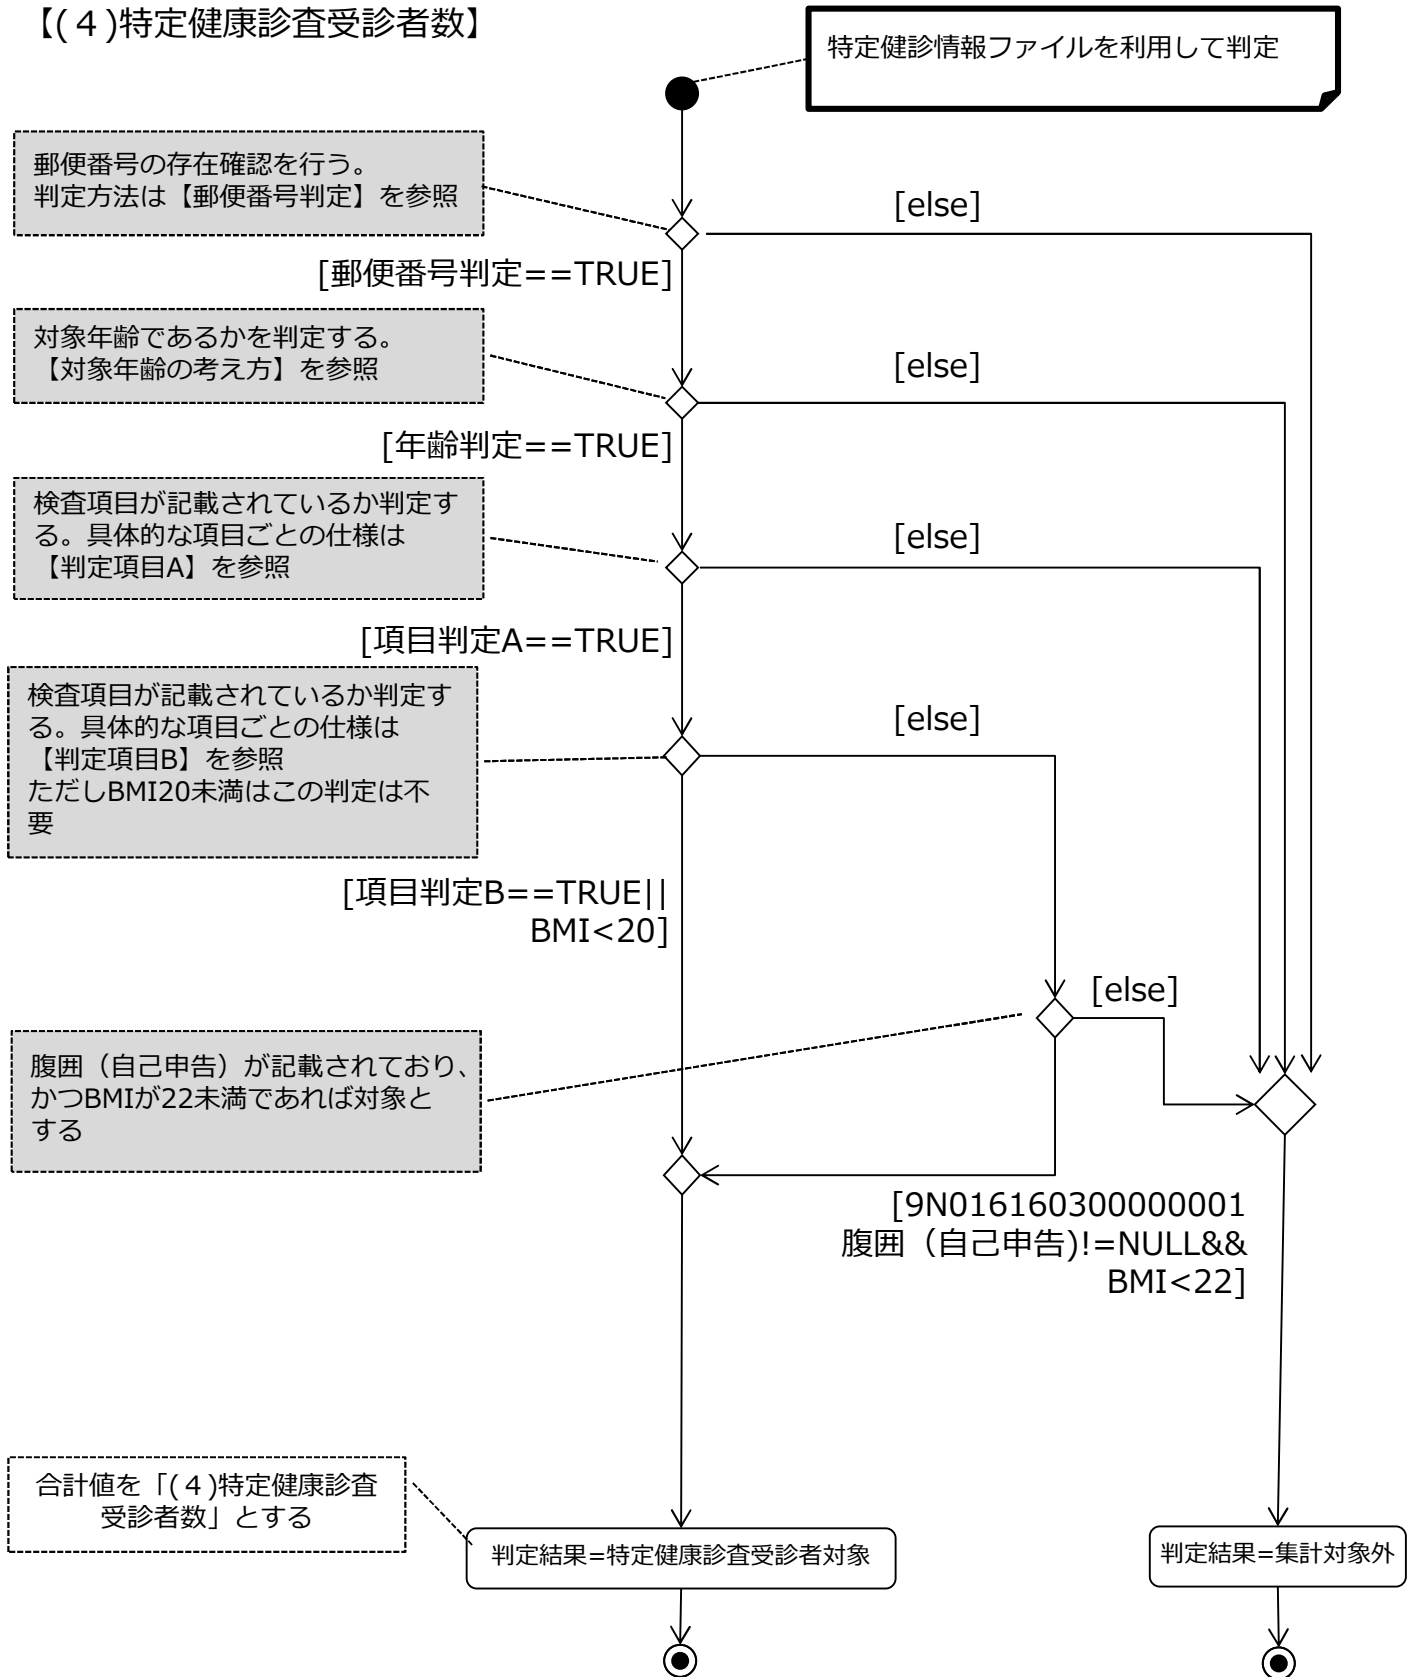 【(４)特定健康診査受診者数】
特定健診情報ファイルを利用して判定
郵便番号の存在確認を行う。
判定方法は【郵便番号判定】を参照
[else]
[郵便番号判定==TRUE]
対象年齢であるかを判定する。
【対象年齢の考え方】を参照
[else]
[年齢判定==TRUE]
検査項目が記載されているか判定す
る。具体的な項目ごとの仕様は
【判定項目A】を参照
[else]
[項目判定A==TRUE]
検査項目が記載されているか判定す
る。具体的な項目ごとの仕様は
【判定項目B】を参照
ただしBMI20未満はこの判定は不
要
[else]
[項目判定B==TRUE||
BMI<20]
[else]
腹囲（自己申告）が記載されており、
かつBMIが22未満であれば対象と
する
[9N016160300000001
腹囲（自己申告)!=NULL&&
BMI<22]
合計値を「(４)特定健康診査
受診者数」とする
判定結果=特定健康診査受診者対象
判定結果=集計対象外